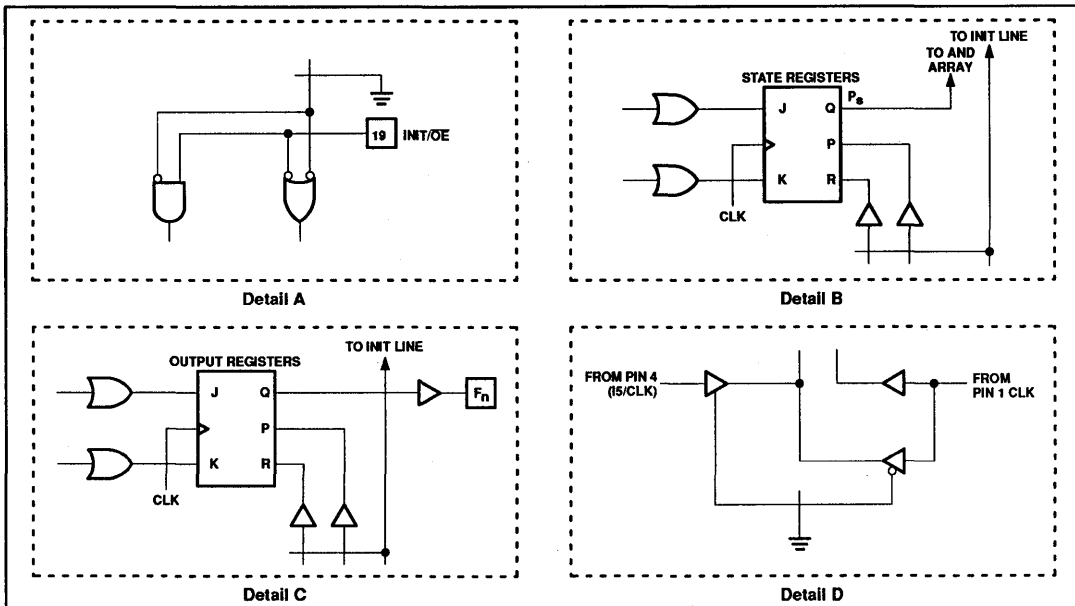 19
INIT/OE
Detail A
TO INIT LINE
TO AND
ARRAY
STATE REGISTERS
Ps
J
Q
P
K
R
CLK
Detail B
TO INIT LINE
OUTPUT REGISTERS
J
Q
Fn
P
K
R
CLK
Detail C
FROM PIN 4
(I5/CLK)
FROM
PIN 1 CLK
Detail D